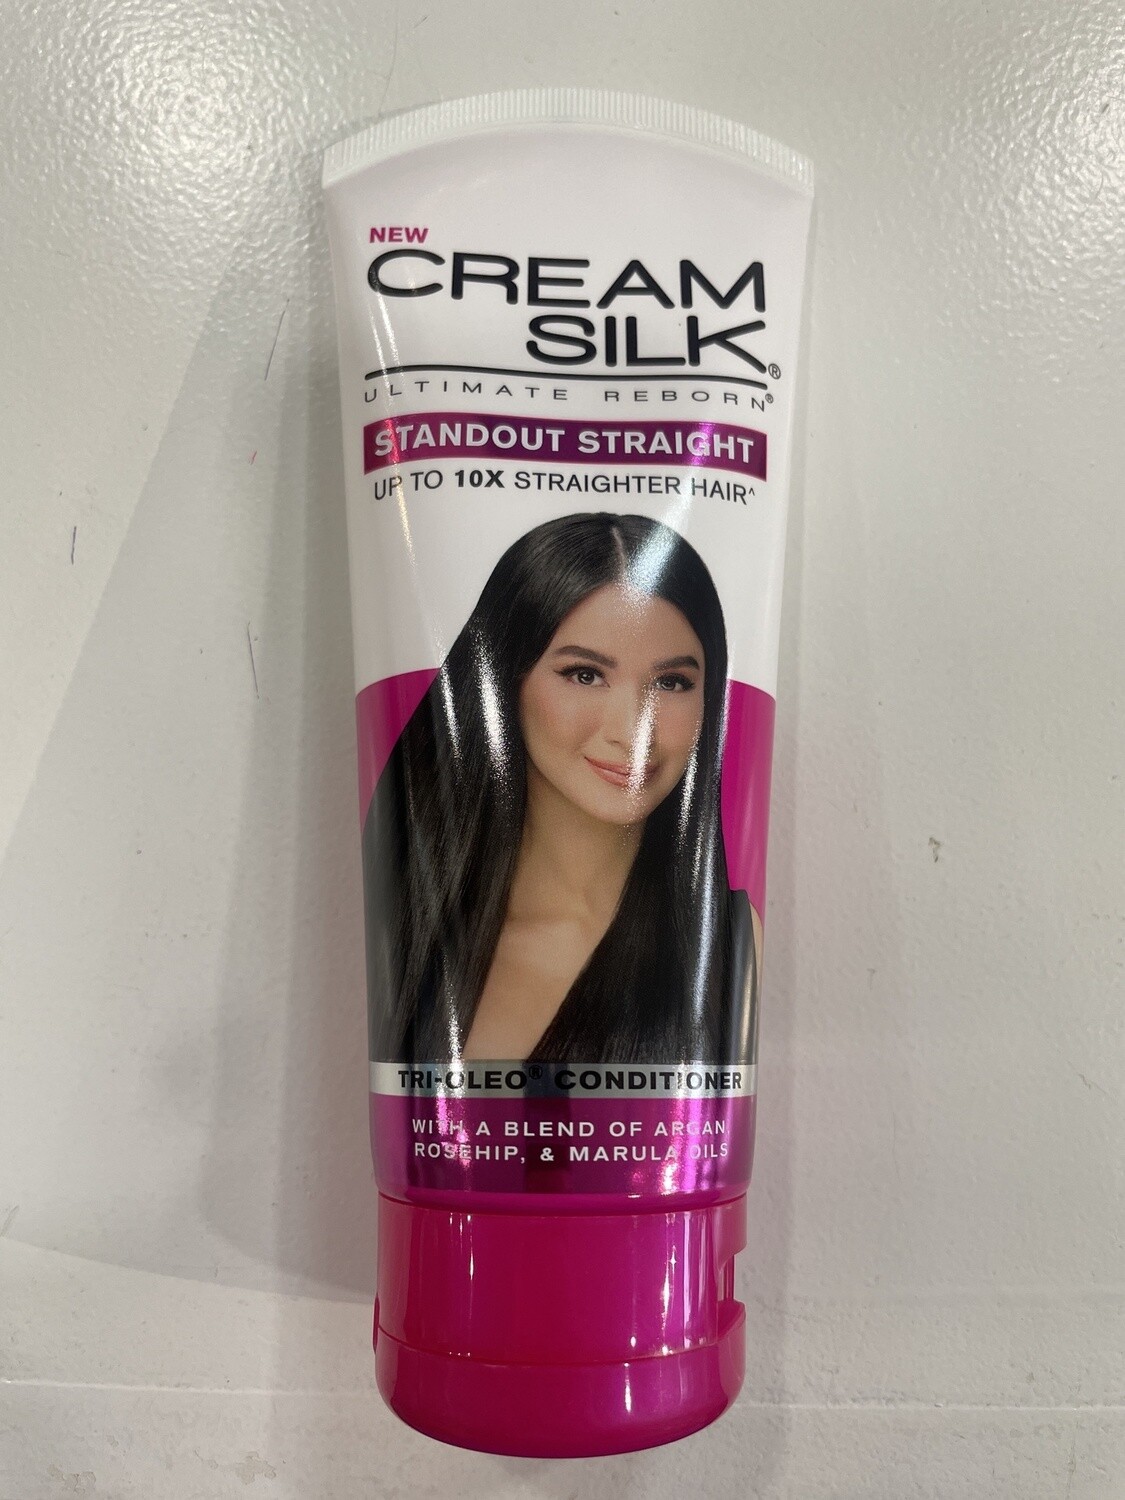 NEW
CREAM
SILK®
ULTIMATE REBORN®
STANDOUT STRAIGHT
UP TO 10X STRAIGHTER HAIR^
TRI-OLEO® CONDITIONER
WITH A BLEND OF ARGAN,
ROSEHIP, & MARULA OILS